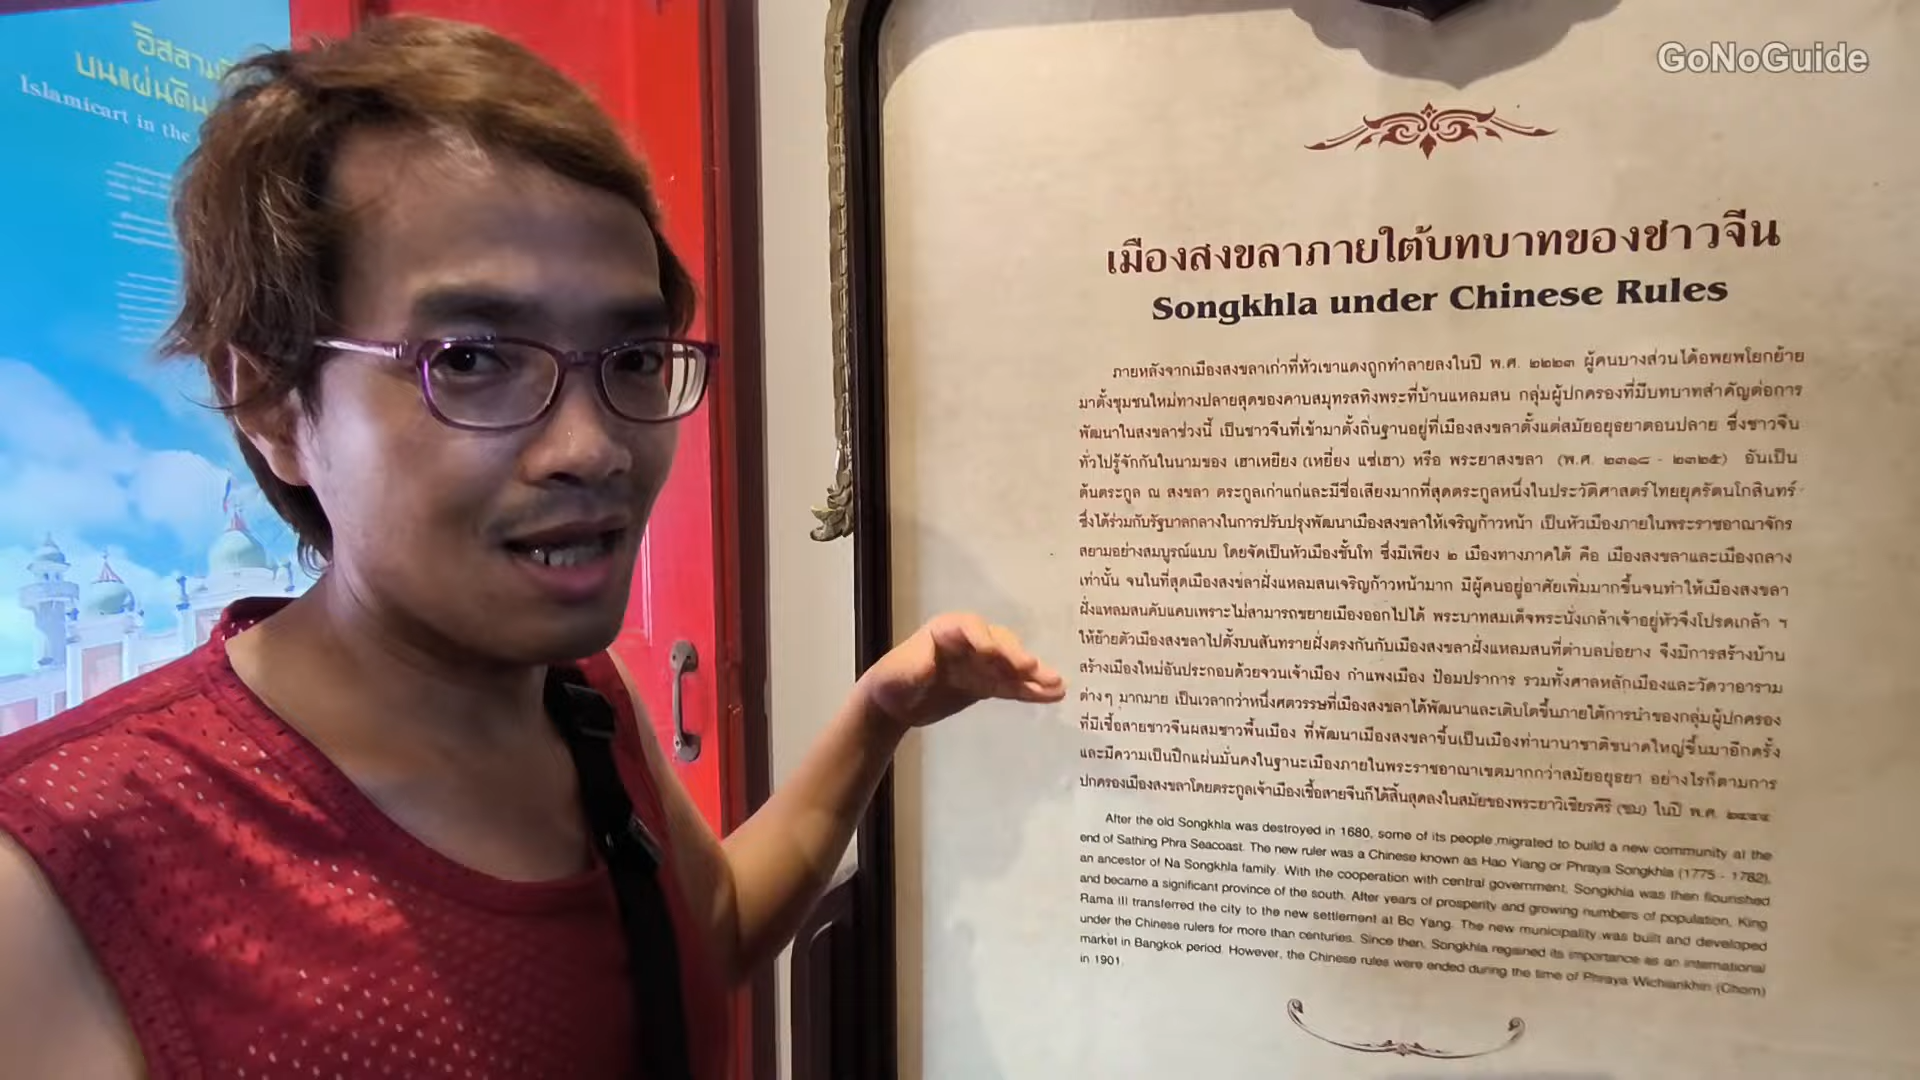 GoNoGuide
อิสลาม
บนแผ่นดิน
Islamicart in the
เมืองสงขลาภายใต้บทบาทของชาวจีน
Songkhla under Chinese Rules
ภายหลังจากเมืองสงขลาเก่าที่หัวเขาแดงถูกทำลายลงในปี พ.ศ. ๒๒๒๓ ผู้คนบางส่วนได้อพยพโยกย้าย
มาตั้งชุมชนใหม่ทางปลายสุดของคาบสมุทรสทิงพระที่บ้านแหลมสน กลุ่มผู้ปกครองที่มีบทบาทสำคัญต่อการ
พัฒนาในสงขลาช่วงนี้ เป็นชาวจีนที่เข้ามาตั้งถิ่นฐานอยู่ที่เมืองสงขลาตั้งแต่สมัยอยุธยาตอนปลาย ซึ่งชาวจีน
ทั่วไปรู้จักกันในนามของ เฮาเหยียง (เหยี่ยง แซ่เฮา) หรือ พระยาสงขลา (พ.ศ. ๒๓๑๘ - ๒๓๒๕) อันเป็น
ต้นตระกูล ณ สงขลา ตระกูลเก่าแก่และมีชื่อเสียงมากที่สุดตระกูลหนึ่งในประวัติศาสตร์ไทยยุครัตนโกสินทร์
ซึ่งได้ร่วมกับรัฐบาลกลางในการปรับปรุงพัฒนาเมืองสงขลาให้เจริญก้าวหน้า เป็นหัวเมืองภายในพระราชอาณาจักร
สยามอย่างสมบูรณ์แบบ โดยจัดเป็นหัวเมืองชั้นโท ซึ่งมีเพียง ๒ เมืองทางภาคใต้ คือ เมืองสงขลาและเมืองถลาง
เท่านั้น จนในที่สุดเมืองสงขลาฝั่งแหลมสนเจริญก้าวหน้ามาก มีผู้คนอยู่อาศัยเพิ่มมากขึ้นจนทำให้เมืองสงขลา
ฝั่งแหลมสนคับแคบเพราะไม่สามารถขยายเมืองออกไปได้ พระบาทสมเด็จพระนั่งเกล้าเจ้าอยู่หัวจึงโปรดเกล้า ฯ
ให้ย้ายตัวเมืองสงขลาไปตั้งบนสันทรายฝั่งตรงกันกับเมืองสงขลาฝั่งแหลมสนที่ตำบลบ่อยาง จึงมีการสร้างบ้าน
สร้างเมืองใหม่อันประกอบด้วยจวนเจ้าเมือง กำแพงเมือง ป้อมปราการ รวมทั้งศาลหลักเมืองและวัดวาอาราม
ต่างๆ มากมาย เป็นเวลากว่าหนึ่งศตวรรษที่เมืองสงขลาได้พัฒนาและเติบโตขึ้นภายใต้การนำของกลุ่มผู้ปกครอง
ที่มีเชื้อสายชาวจีนผสมชาวพื้นเมือง ที่พัฒนาเมืองสงขลาขึ้นเป็นเมืองท่านานาชาติขนาดใหญ่ขึ้นมาอีกครั้ง
และมีความเป็นปึกแผ่นมั่นคงในฐานะเมืองภายในพระราชอาณาเขตมากกว่าสมัยอยุธยา อย่างไรก็ตามการ
ปกครองเมืองสงขลาโดยตระกูลเจ้าเมืองเชื้อสายจีนก็ได้สิ้นสุดลงในสมัยของพระยาวิเชียรคีรี (ชม) ในปี พ.ศ. ๒๔๔๔
After the old Songkhla was destroyed in 1680, some of its people migrated to build a new community at the
end of Sathing Phra Seacoast. The new ruler was a Chinese known as Hao Yiang or Phraya Songkhla (1775 - 1782),
an ancestor of Na Songkhla family. With the cooperation with central government, Songkhla was then flourished
and became a significant province of the south. After years of prosperity and growing numbers of population, King
Rama III transferred the city to the new settlement at Bo Yang. The new municipality was built and developed
under the Chinese rulers for more than centuries. Since then, Songkhla regained its importance as an international
market in Bangkok period. However, the Chinese rules were ended during the time of Phraya Wichiankhiri (Chom)
in 1901.